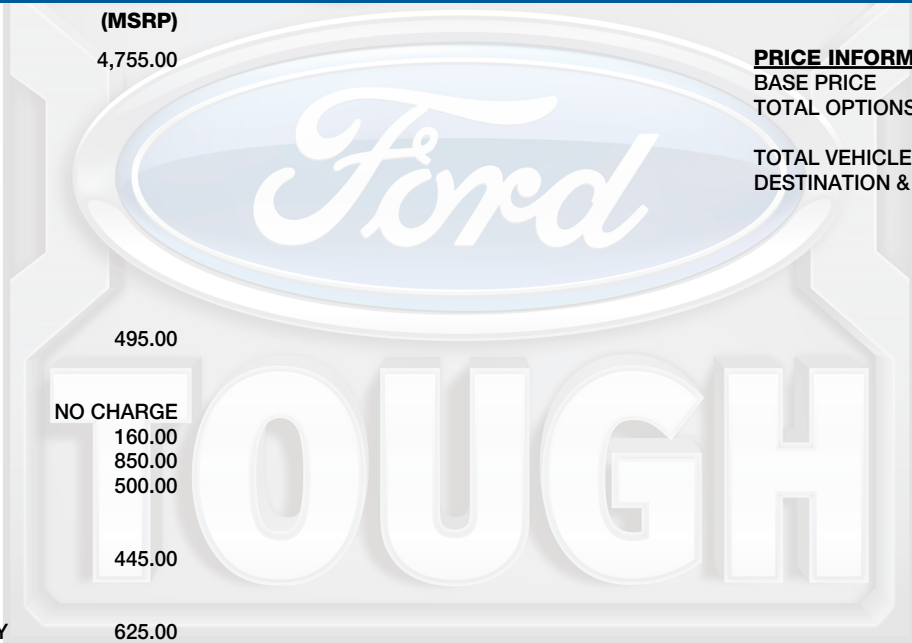 (MSRP)
4,755.00
PRICE INFORM
BASE PRICE
TOTAL OPTIONS
TOTAL VEHICLE
DESTINATION &
Ford
495.00
TOUGH
NO CHARGE
160.00
850.00
500.00
445.00
Y 625.00